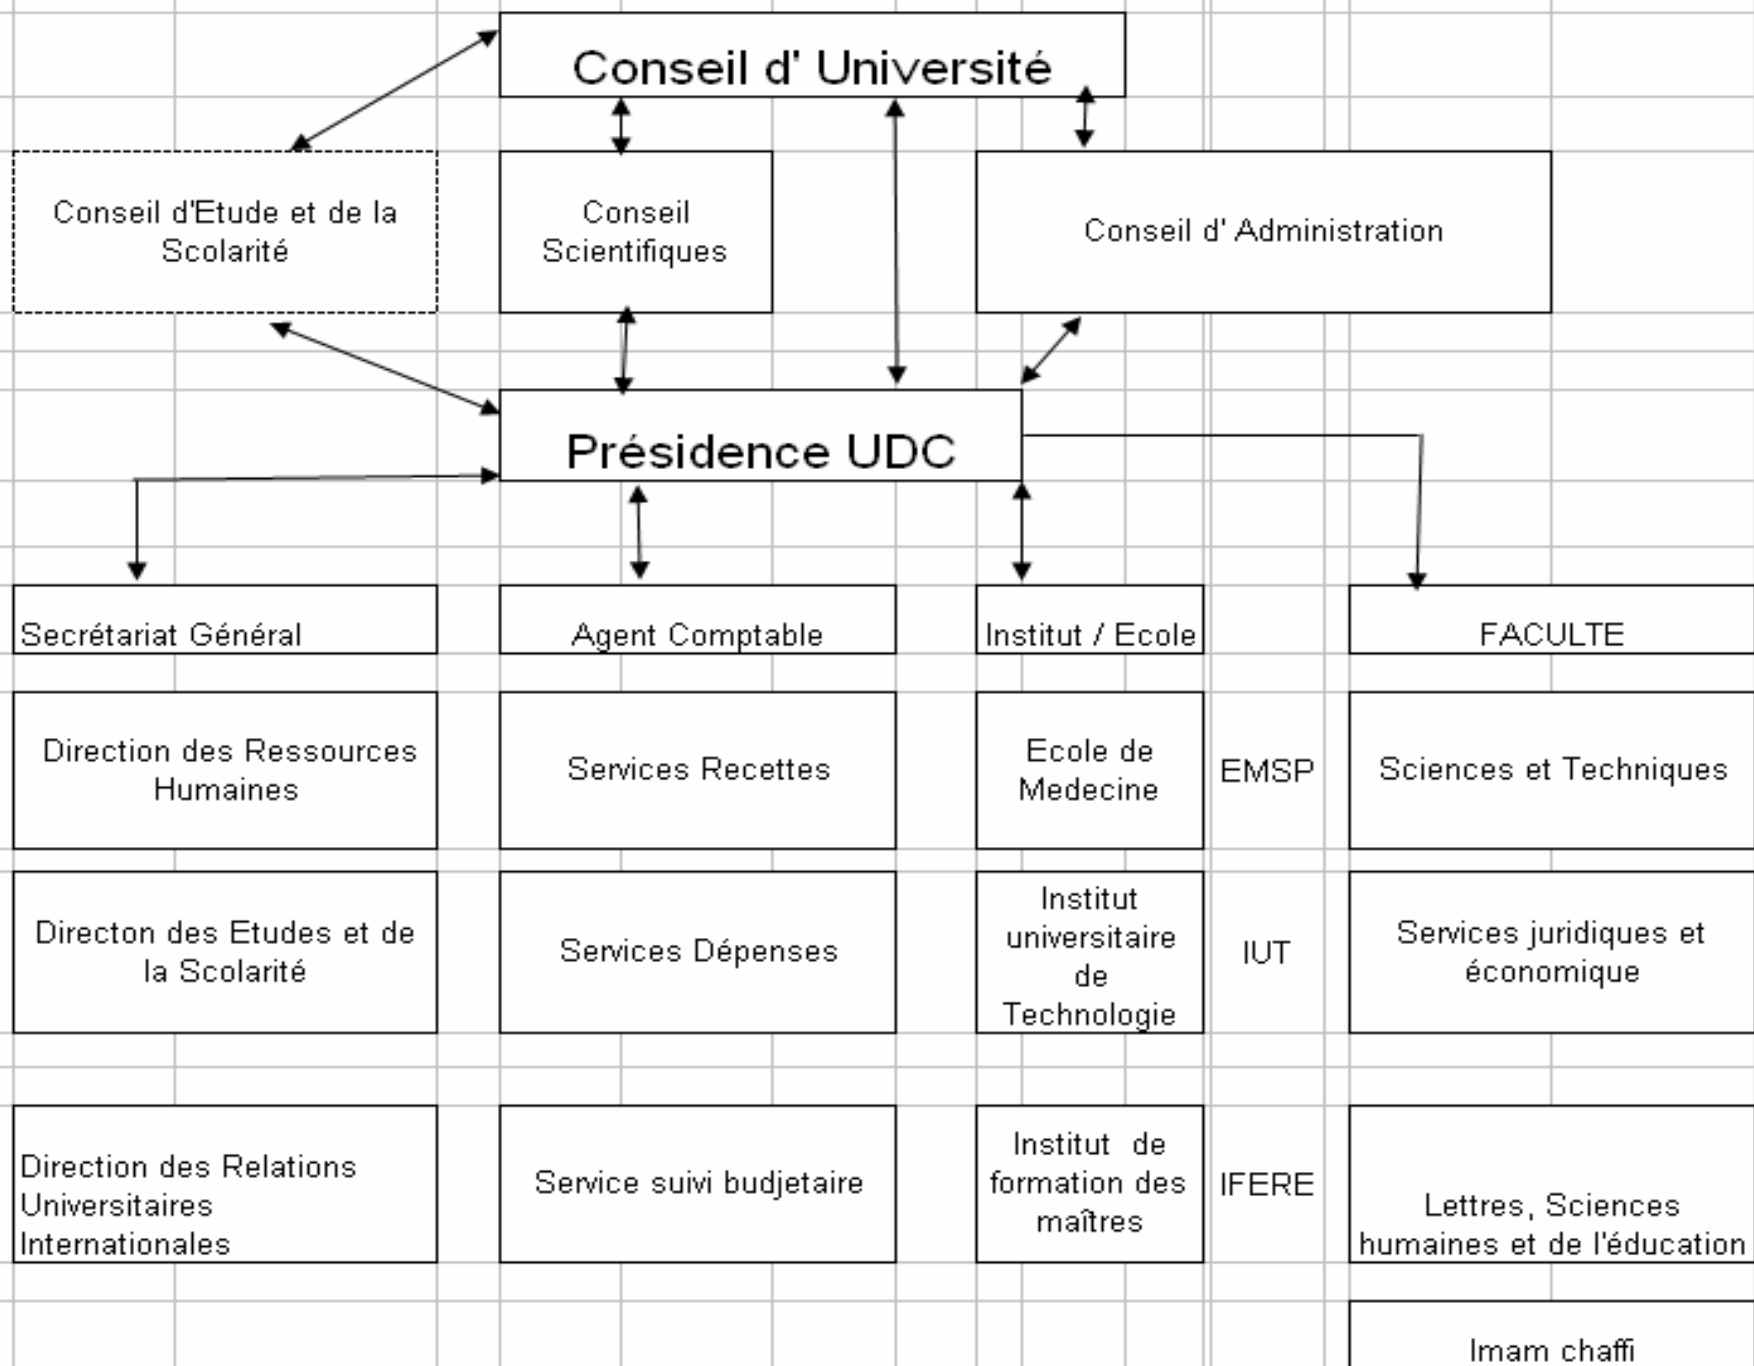 Conseil d' Université
Conseil d'Etude et de la
Scolarité
Conseil
Scientifiques
Conseil d' Administration
Présidence UDC
Secrétariat Général
Agent Comptable
Institut / Ecole
FACULTE
Direction des Ressources
Humaines
Services Recettes
Ecole de
Medecine
EMSP
Sciences et Techniques
Directon des Etudes et de
la Scolarité
Services Dépenses
Institut
universitaire
de
Technologie
IUT
Services juridiques et
économique
Direction des Relations
Universitaires
Internationales
Service suivi budjetaire
Institut de
formation des
maîtres
IFERE
Lettres, Sciences
humaines et de l'éducation
Imam chaffi